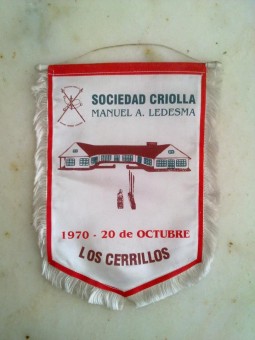 SOCIEDAD CRIOLLA
MANUEL A. LEDESMA
1970 - 20 de OCTUBRE
LOS CERRILLOS